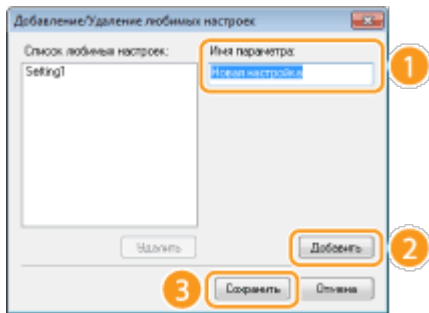 Добавление/Удаление любимых настроек
Список любимых настроек:
Имя параметра:
Setting1
Новая настройка
1
Удалить
Добавить
2
3
Сохранить
Отмена